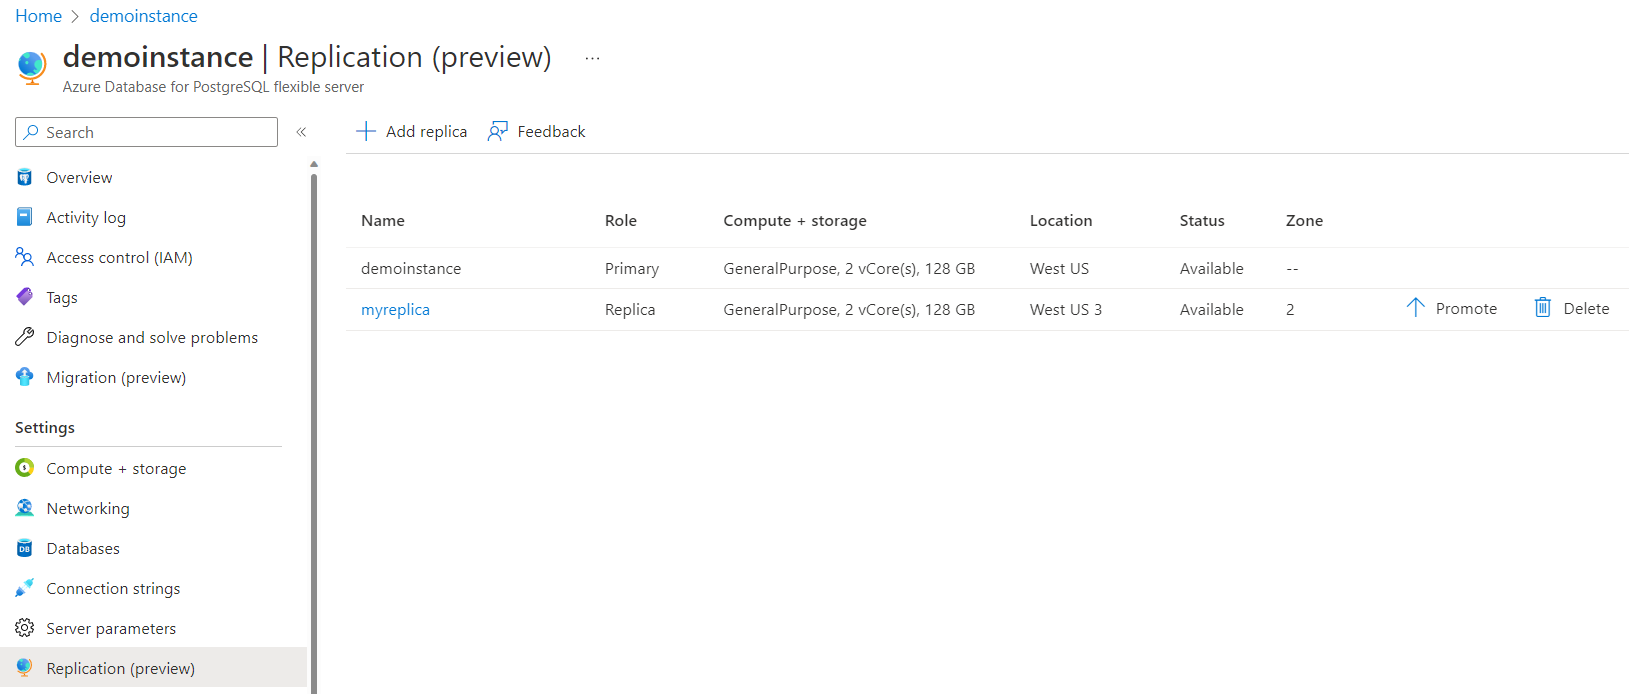 Home > demoinstance
demoinstance | Replication (preview) ...
Azure Database for PostgreSQL flexible server
Search «
Add replica Feedback
Overview
Activity log
Access control (IAM)
Tags
Diagnose and solve problems
Migration (preview)
Settings
Compute + storage
Networking
Databases
Connection strings
Server parameters
Replication (preview)
Name Role Compute + storage Location Status Zone
demoinstance Primary GeneralPurpose, 2 vCore(s), 128 GB West US Available --
myreplica Replica GeneralPurpose, 2 vCore(s), 128 GB West US 3 Available 2 Promote Delete